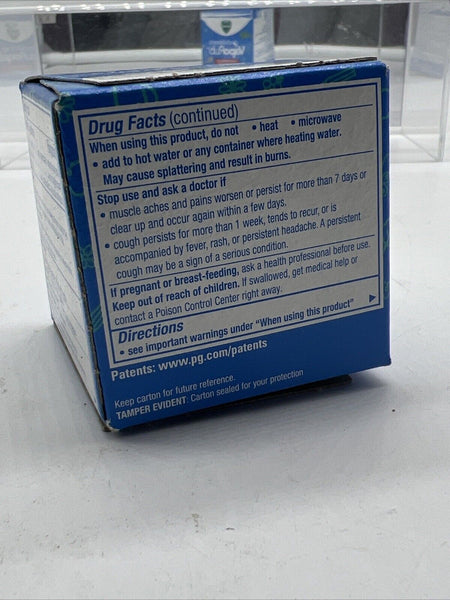 VapoRub
Drug Facts (continued)
When using this product, do not • heat • microwave
• add to hot water or any container where heating water.
May cause splattering and result in burns.
Stop use and ask a doctor if
• muscle aches and pains worsen or persist for more than 7 days or
clear up and occur again within a few days.
• cough persists for more than 1 week, tends to recur, or is
accompanied by fever, rash, or persistent headache. A persistent
cough may be a sign of a serious condition.
If pregnant or breast-feeding, ask a health professional before use.
Keep out of reach of children. If swallowed, get medical help or
contact a Poison Control Center right away.
Directions
• see important warnings under "When using this product"
Patents: www.pg.com/patents
Keep carton for future reference.
TAMPER EVIDENT: Carton sealed for your protection